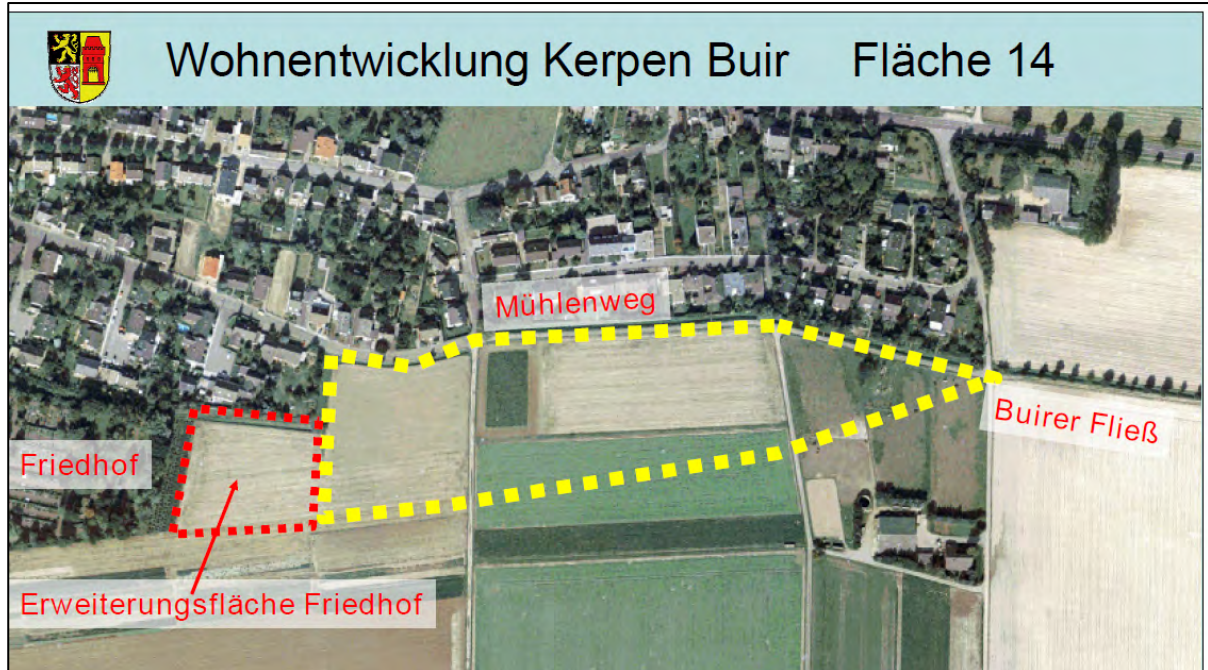 Wohnentwicklung Kerpen Buir Fläche 14
Mühlenweg
Buirer Fließ
Friedhof
Erweiterungsfläche Friedhof